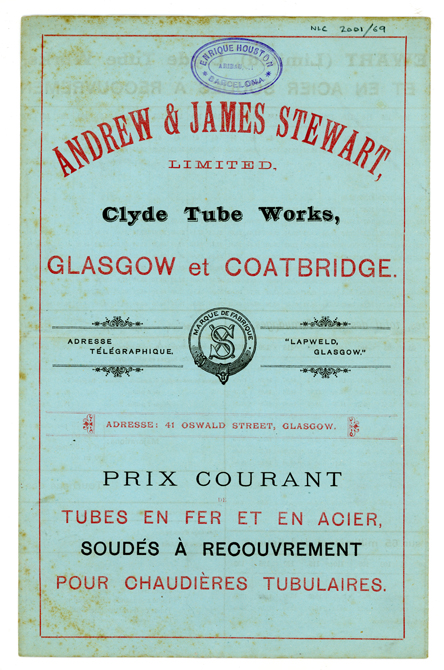 NLC 2001/69
ENRIQUE HOUSTON
BARCELONA
ANDREW & JAMES STEWART,
LIMITED,
Clyde Tube Works,
GLASGOW et COATBRIDGE.
MARQUE DE FABRIQUE
ADRESSE
TÉLÉGRAPHIQUE.
"LAPWELD,
GLASGOW."
ADRESSE: 41 OSWALD STREET, GLASGOW.
PRIX COURANT
DE
TUBES EN FER ET EN ACIER,
SOUDÉS À RECOUVREMENT
POUR CHAUDIÈRES TUBULAIRES.